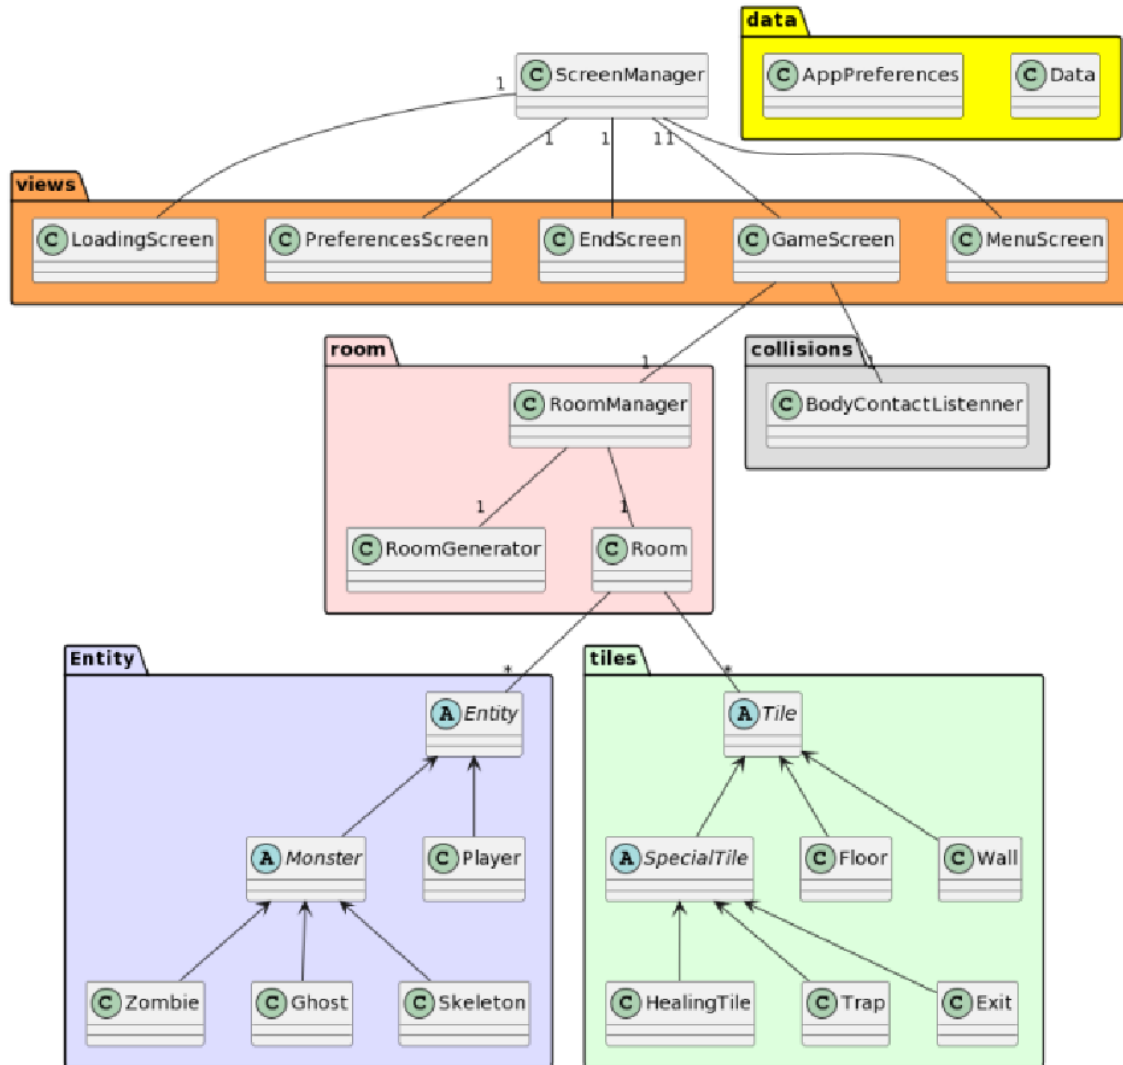 data
C ScreenManager
C AppPreferences
C Data
1
1
1
11
views
C LoadingScreen
C PreferencesScreen
C EndScreen
C GameScreen
C MenuScreen
room
collisions
1
1
C RoomManager
C BodyContactListenner
1
1
C RoomGenerator
C Room
Entity
tiles
*
*
A Entity
A Tile
A Monster
C Player
A SpecialTile
C Floor
C Wall
C Zombie
C Ghost
C Skeleton
C HealingTile
C Trap
C Exit